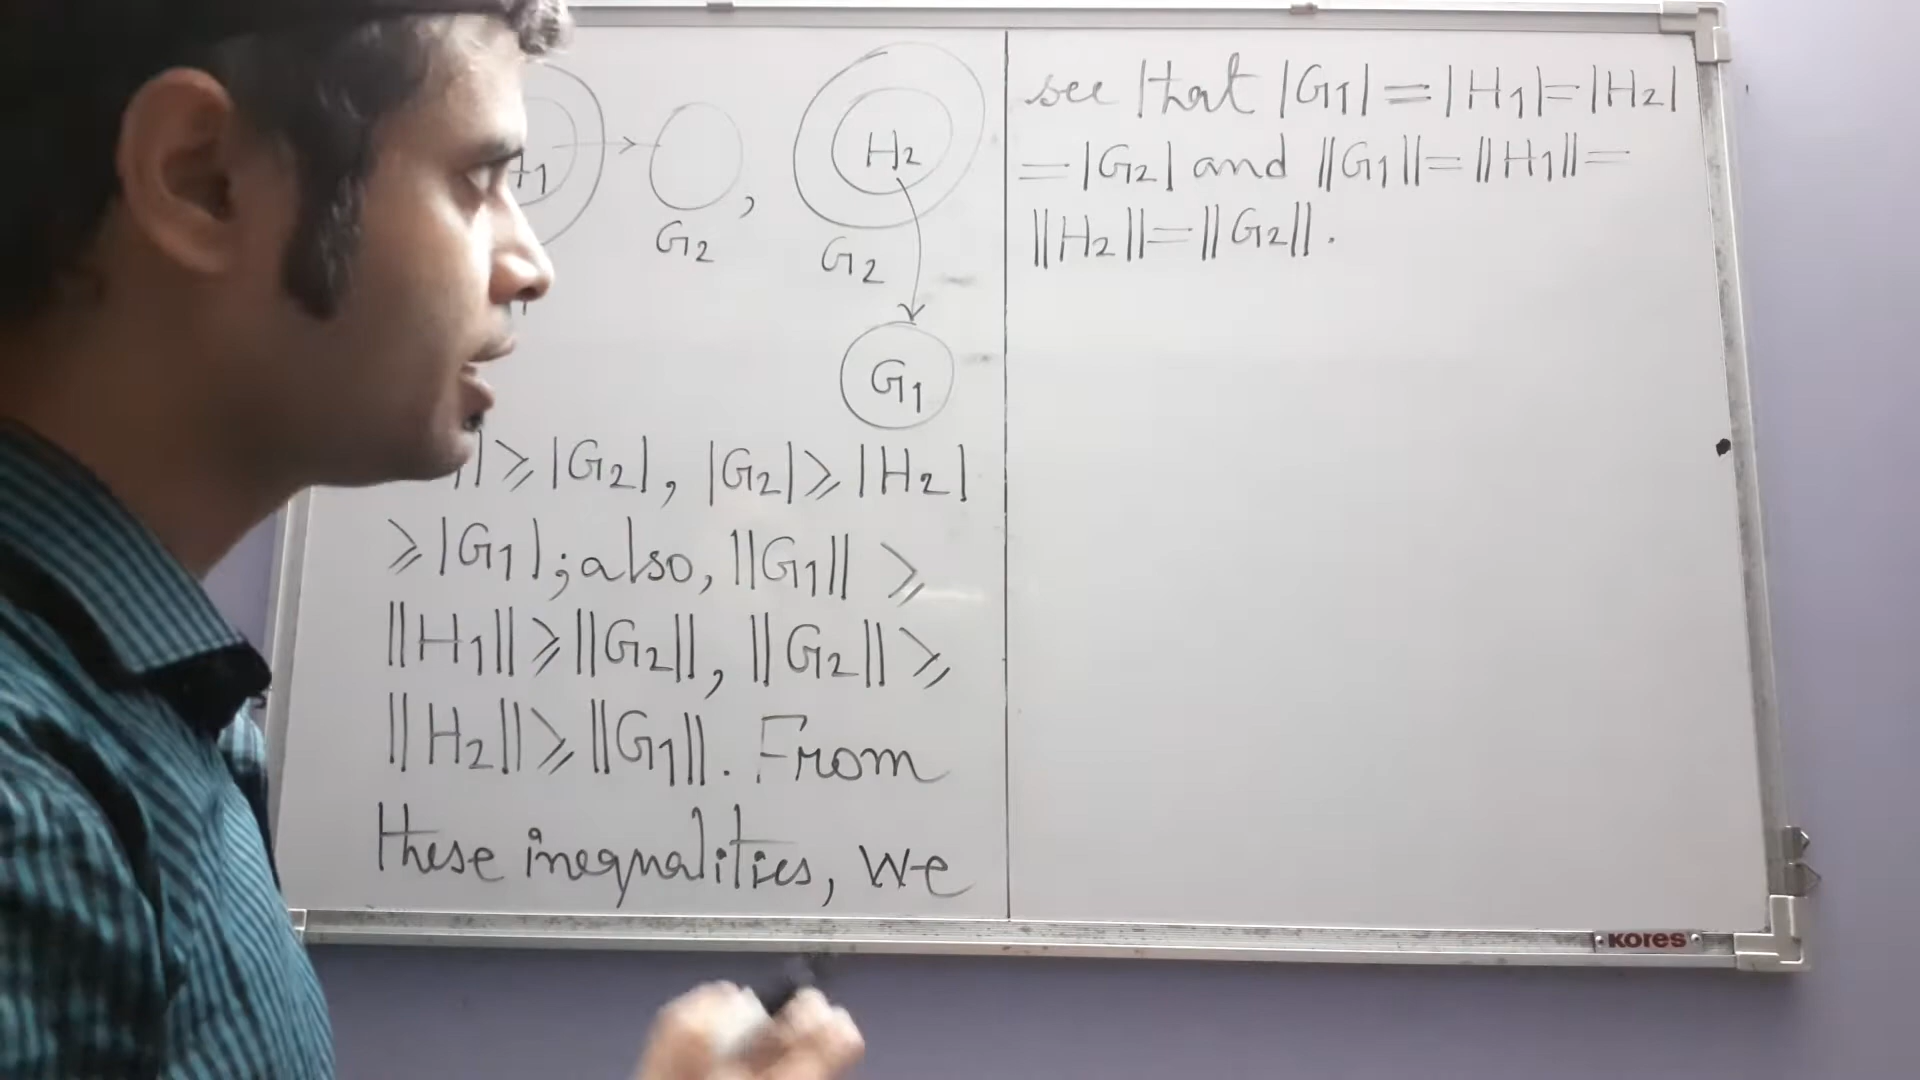 G2, H2
G2
G1
| ≥ |G2|, |G2| ≥ |H2|
≥ |G1|; also, ||G1|| ≥
||H1|| ≥ ||G2||, ||G2|| ≥
||H2|| ≥ ||G1||. From
these inequalities, we
see that |G1| = |H1| = |H2|
= |G2| and ||G1|| = ||H1|| =
||H2|| = ||G2||.
KORES